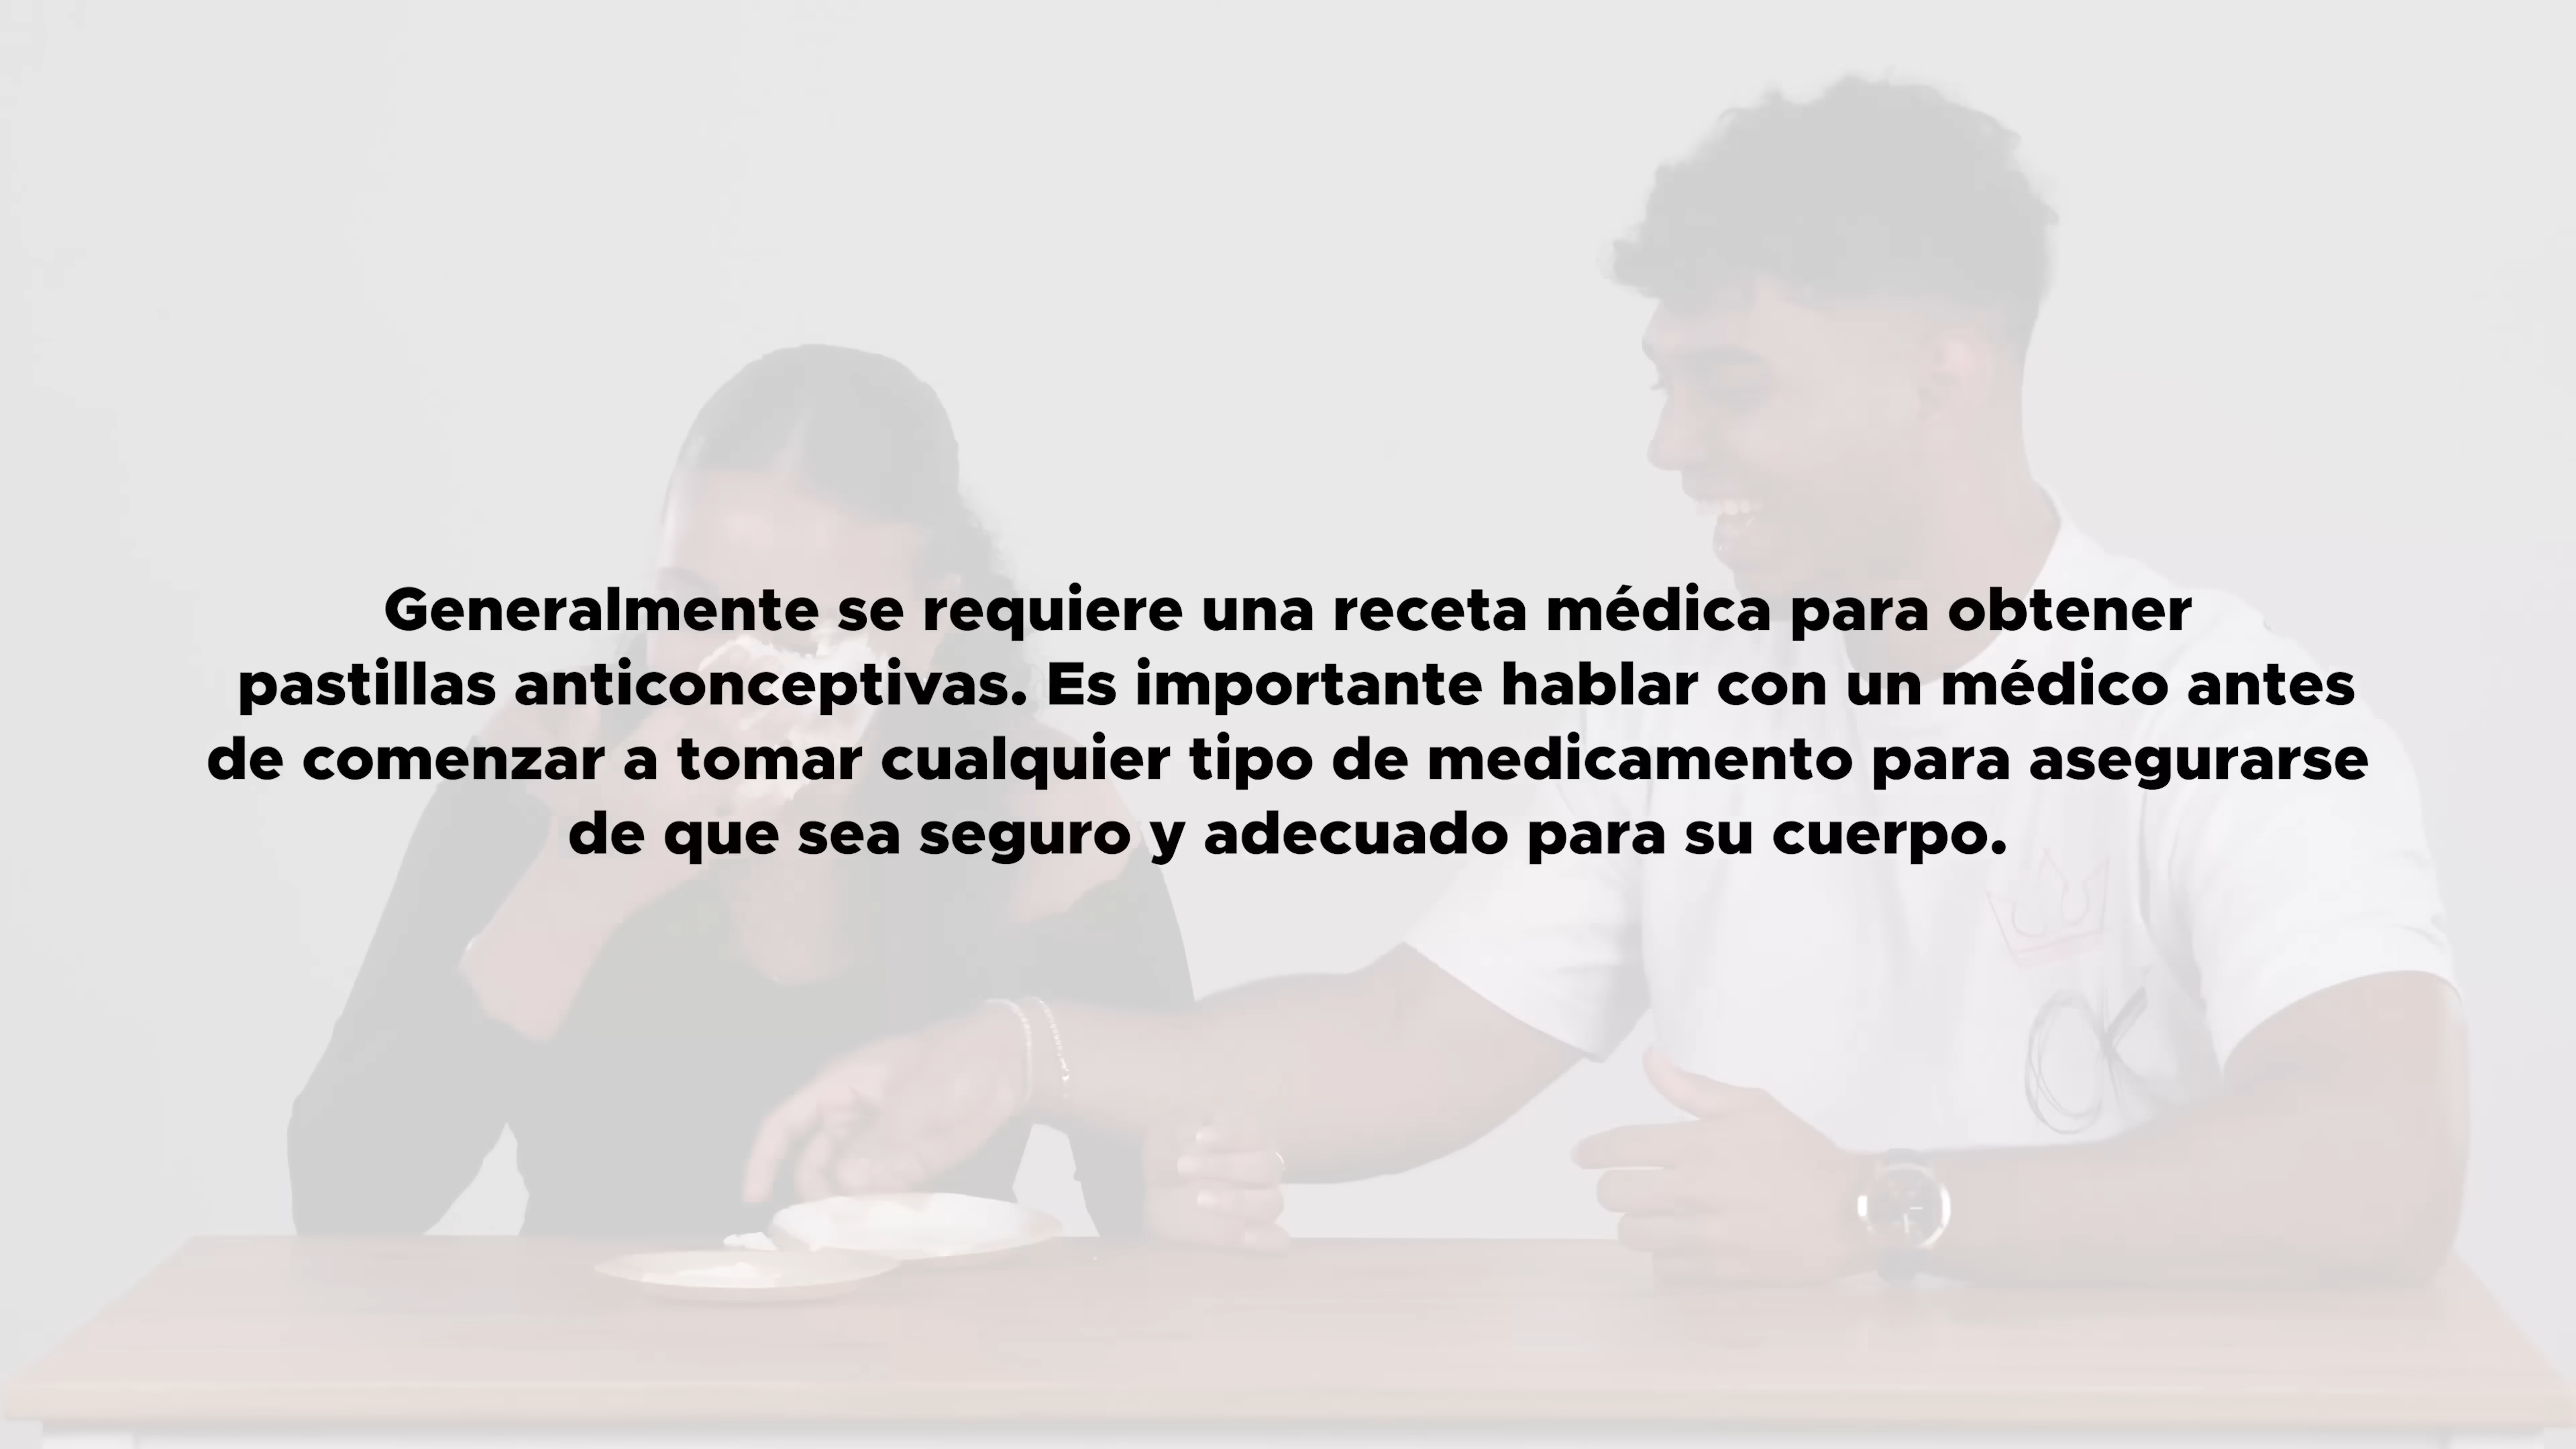 Generalmente se requiere una receta médica para obtener
pastillas anticonceptivas. Es importante hablar con un médico antes
de comenzar a tomar cualquier tipo de medicamento para asegurarse
de que sea seguro y adecuado para su cuerpo.
OK